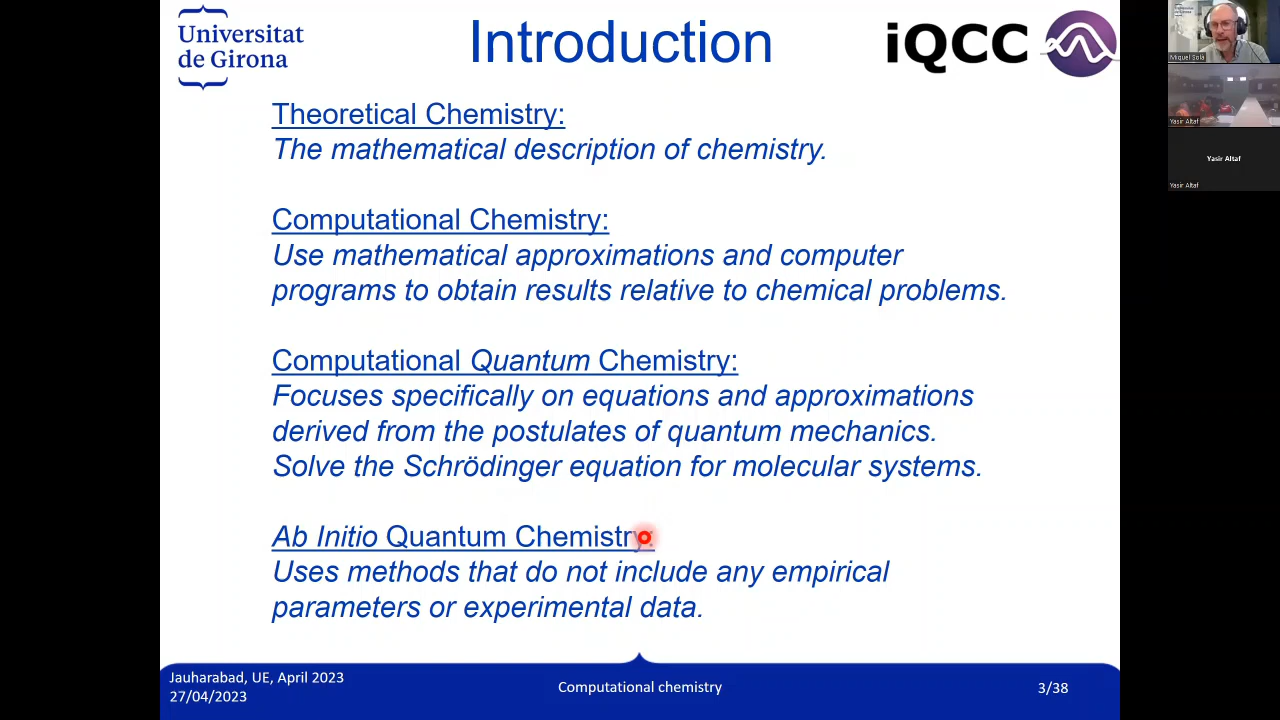 Universitat
de Girona
Introduction
iQCC
Theoretical Chemistry:
The mathematical description of chemistry.
Computational Chemistry:
Use mathematical approximations and computer
programs to obtain results relative to chemical problems.
Computational Quantum Chemistry:
Focuses specifically on equations and approximations
derived from the postulates of quantum mechanics.
Solve the Schrödinger equation for molecular systems.
Ab Initio Quantum Chemistry:
Uses methods that do not include any empirical
parameters or experimental data.
Jauharabad, UE, April 2023
27/04/2023
Computational chemistry
3/38
Miquel Solà
Yasir Altaf
Yasir Altaf
Yasir Altaf